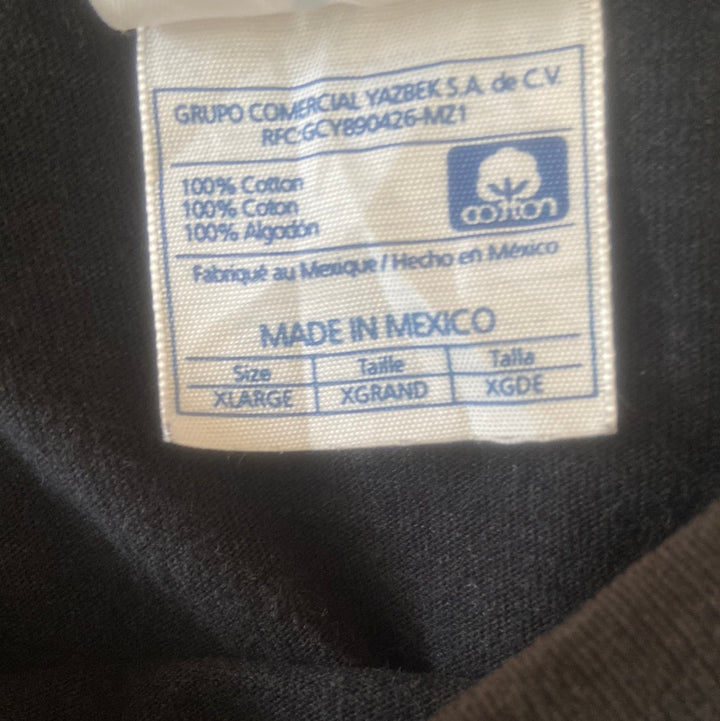 GRUPO COMERCIAL YAZBEK S.A. de C.V.
RFC:GCY890426-MZ1
100% Cotton
100% Coton
100% Algodón
cotton
Fabriqué au Mexique / Hecho en México
MADE IN MEXICO
Size Taille Talla
XLARGE XGRAND XGDE